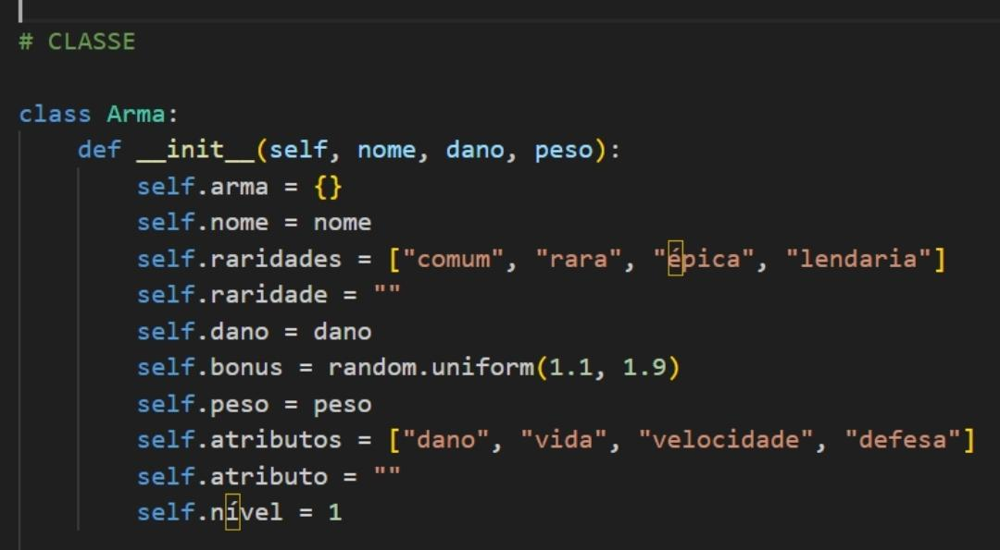 # CLASSE
class Arma:
def __init__(self, nome, dano, peso):
self.arma = {}
self.nome = nome
self.raridades = ["comum", "rara", "épica", "lendaria"]
self.raridade = ""
self.dano = dano
self.bonus = random.uniform(1.1, 1.9)
self.peso = peso
self.atributos = ["dano", "vida", "velocidade", "defesa"]
self.atributo = ""
self.nível = 1